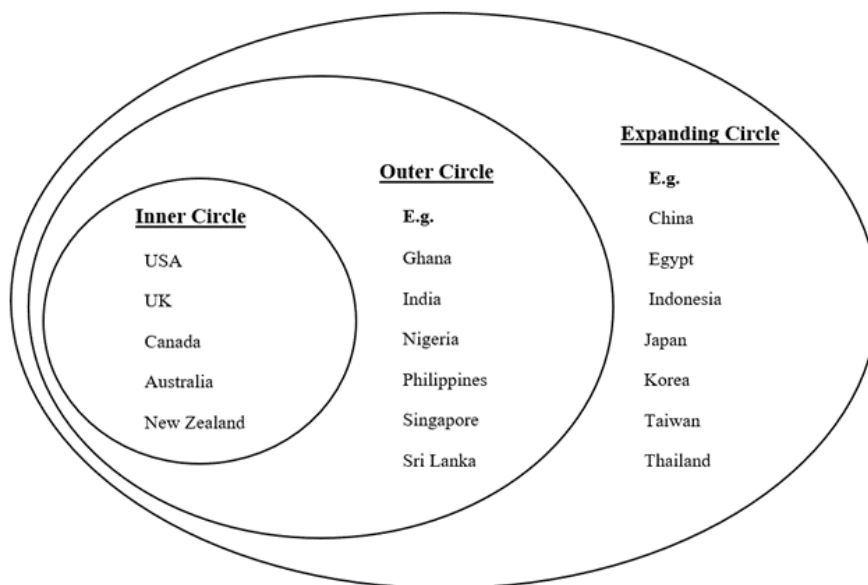 Inner Circle
USA
UK
Canada
Australia
New Zealand
Outer Circle
E.g.
Ghana
India
Nigeria
Philippines
Singapore
Sri Lanka
Expanding Circle
E.g.
China
Egypt
Indonesia
Japan
Korea
Taiwan
Thailand